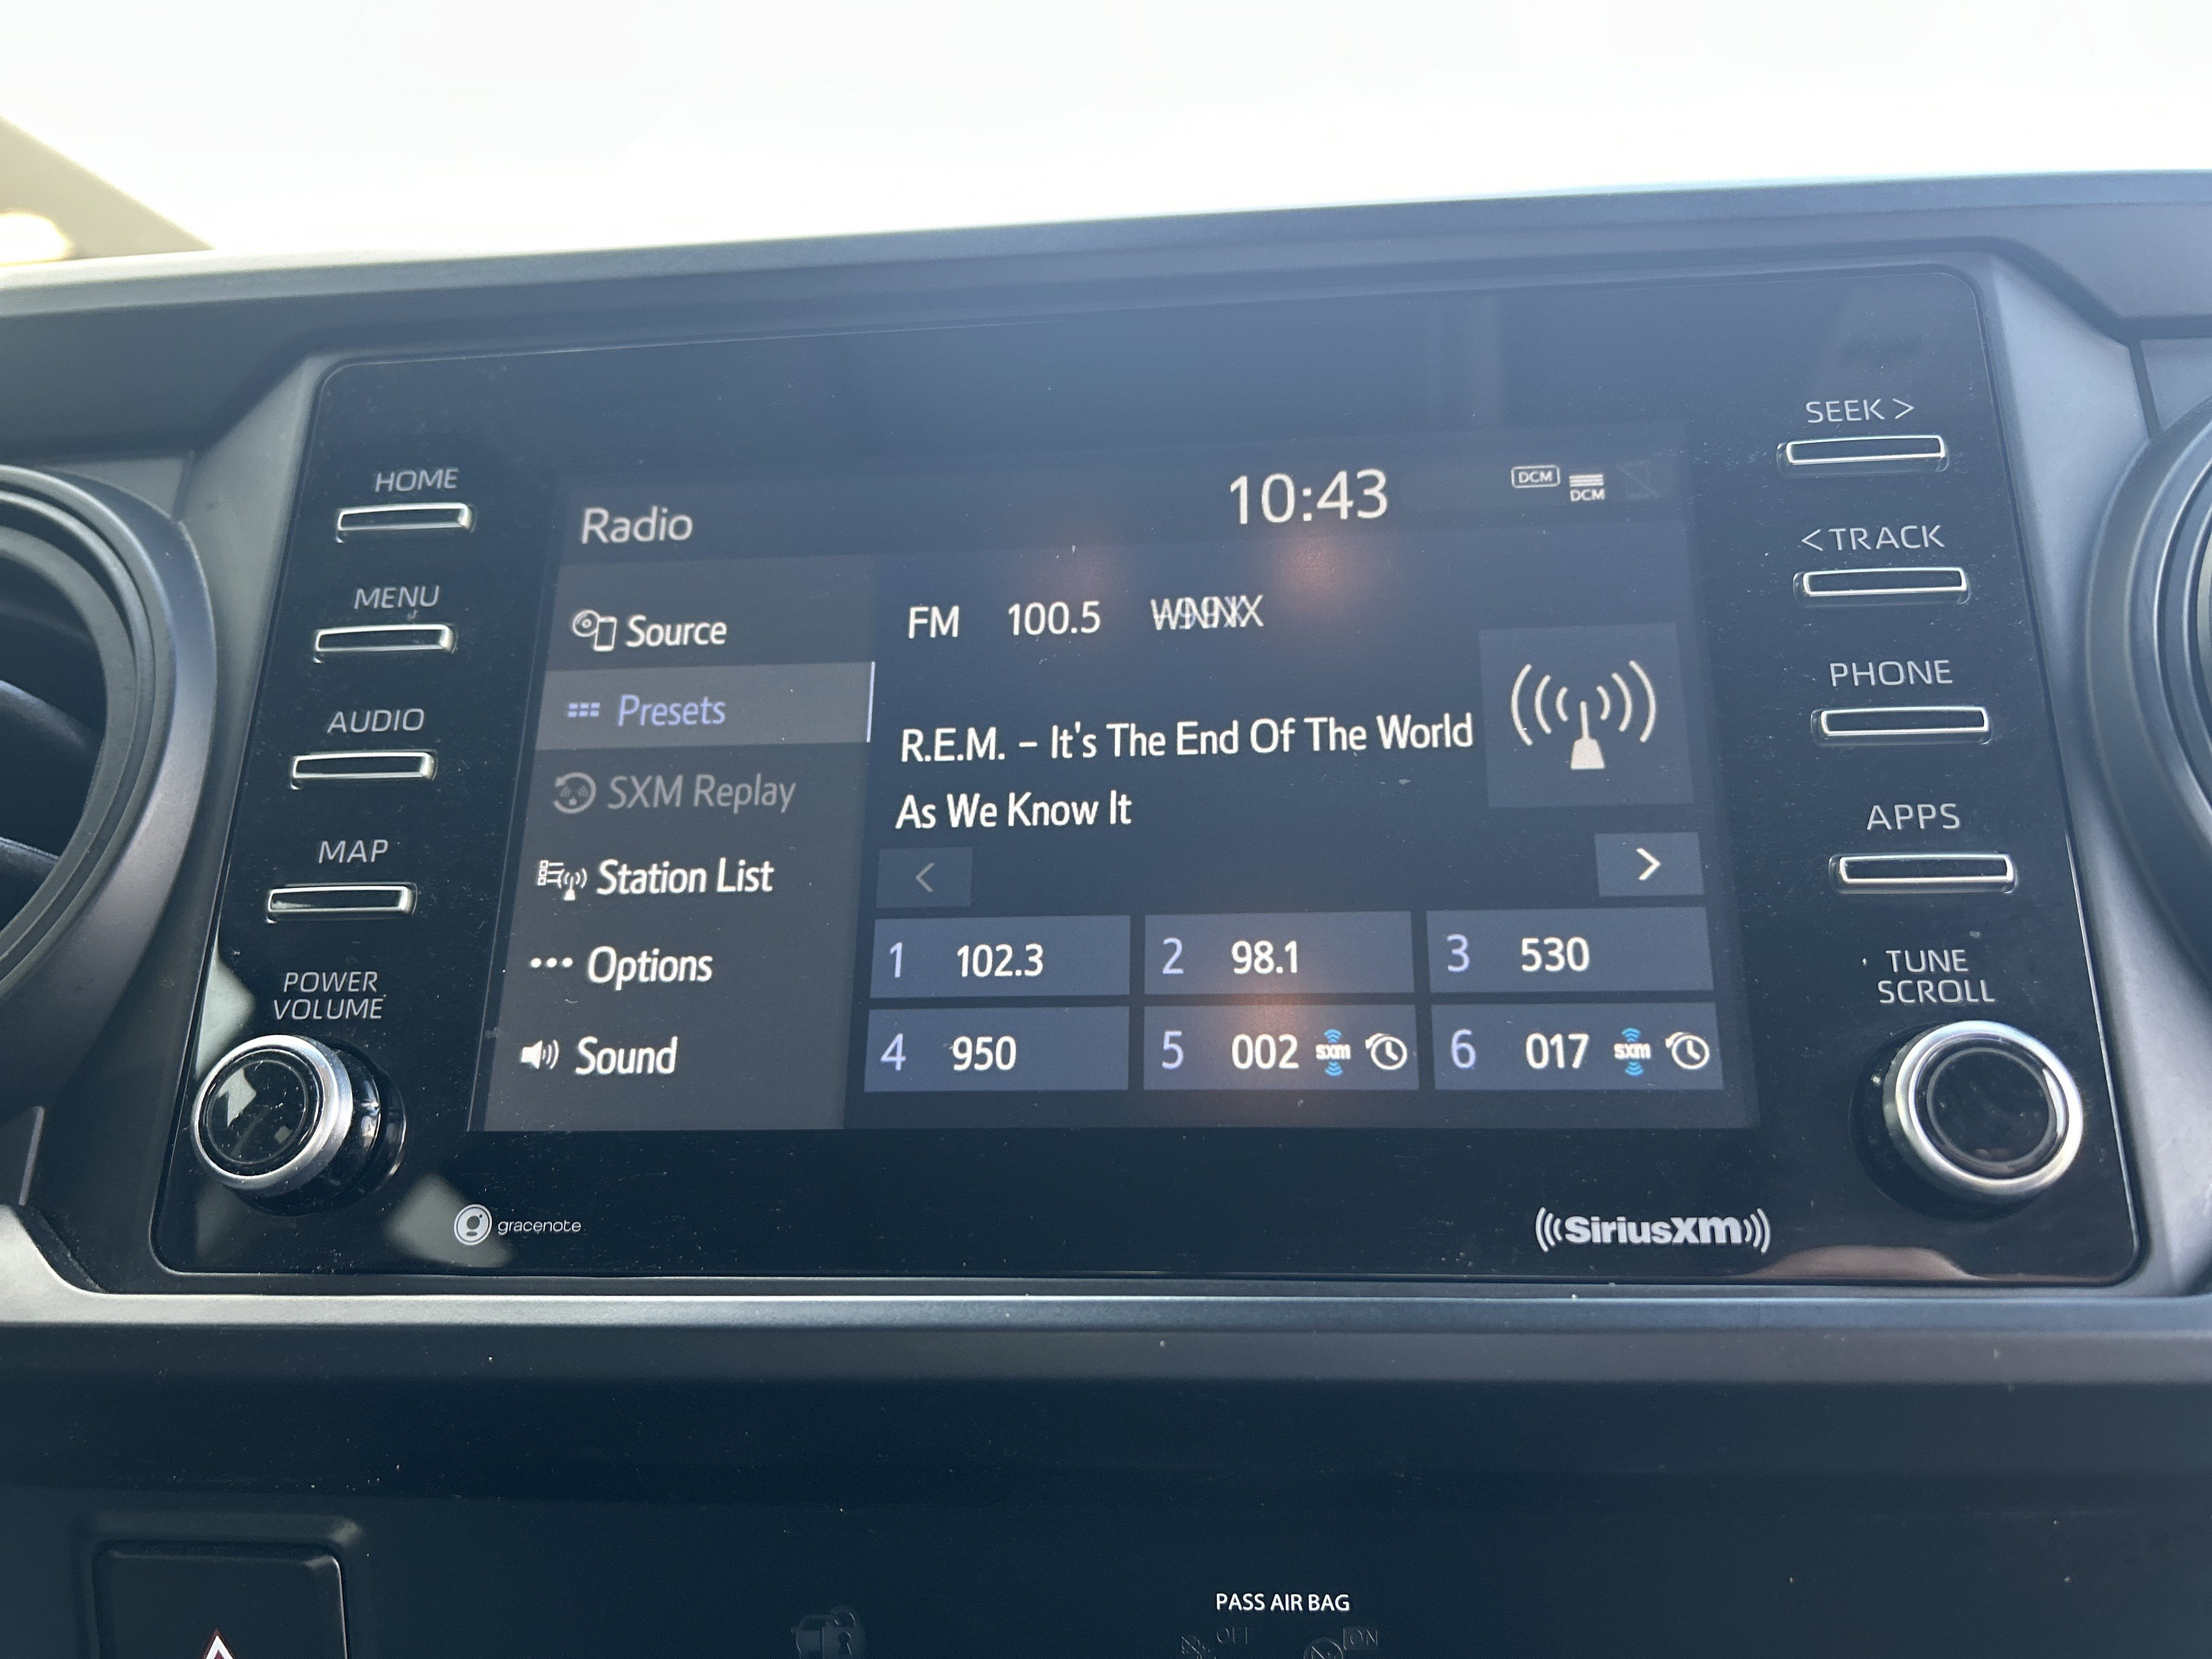 HOME
MENU
AUDIO
MAP
POWER
VOLUME
Radio
10:43
DCM
DCM
Source
Presets
SXM Replay
Station List
Options
Sound
FM 100.5
R.E.M. – It's The End Of The World
As We Know It
<
>
1 102.3
2 98.1
3 530
4 950
5 002 sxm
6 017 sxm
SEEK >
< TRACK
PHONE
APPS
TUNE
SCROLL
gracenote
((SiriusXM))
PASS AIR BAG
OFF
ON